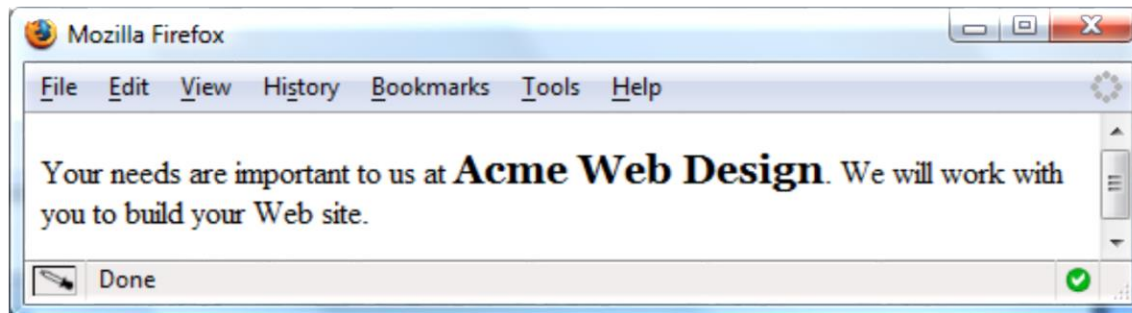 Mozilla Firefox
File Edit View History Bookmarks Tools Help
Your needs are important to us at Acme Web Design. We will work with
you to build your Web site.
Done